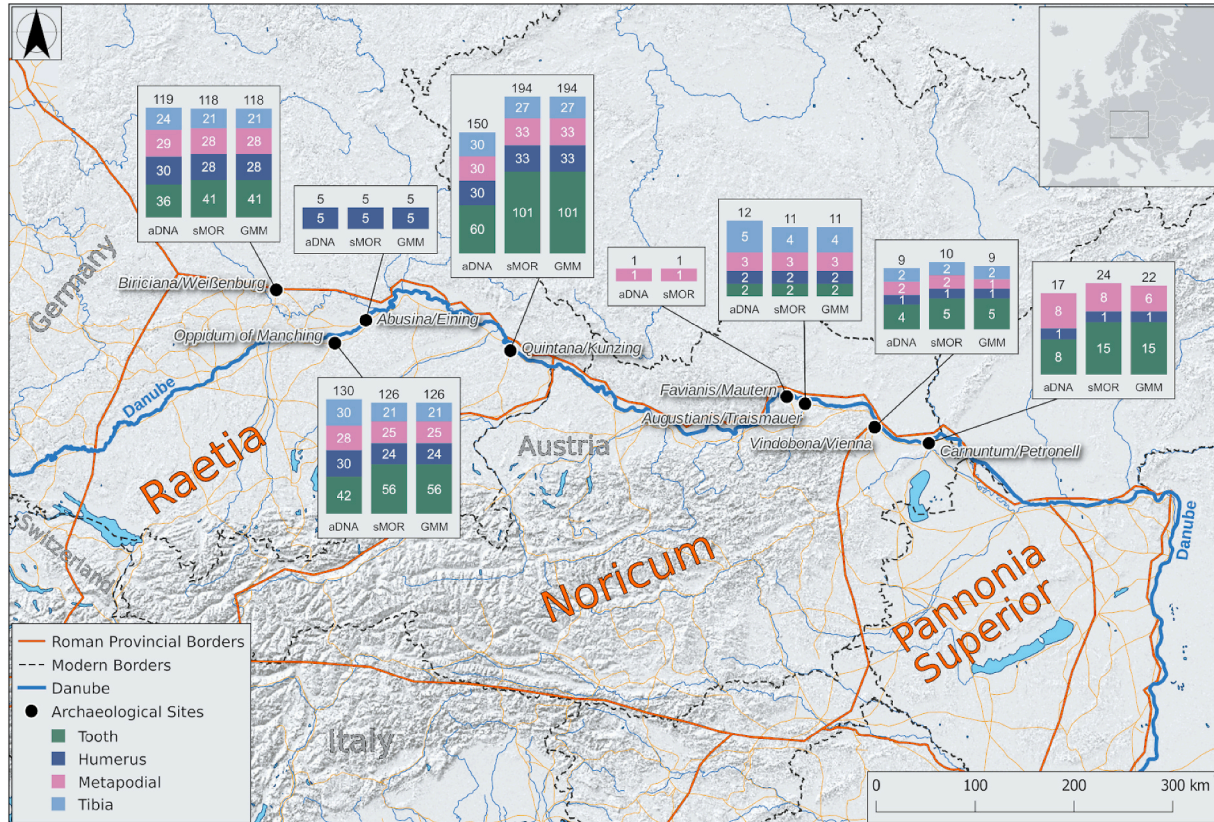 119 118 118
24 21 21
29 28 28
30 28 28
36 41 41
aDNA sMOR GMM
5 5 5
5 5 5
aDNA sMOR GMM
150 194 194
30 27 27
30 33 33
30 33 33
60 101 101
aDNA sMOR GMM
1 1
1 1
aDNA sMOR
12 11 11
5 4 4
3 3 3
2 2 2
2 2 2
aDNA sMOR GMM
9 10 9
2 2 2
2 2 1
1 1 1
4 5 5
aDNA sMOR GMM
17 24 22
8 8 6
1 1 1
8 15 15
aDNA sMOR GMM
Germany
Biriciana/Weißenburg
Abusina/Eining
Oppidum of Manching
Quintana/Kunzing
Favianis/Mautern
Augustianis/Traismauer
Vindobona/Vienna
Carnuntum/Petronell
Danube
130 126 126
30 21 21
28 25 25
30 24 24
42 56 56
aDNA sMOR GMM
Raetia
Austria
Switzerland
Noricum
Pannonia
Superior
Danube
Italy
Roman Provincial Borders
Modern Borders
Danube
Archaeological Sites
Tooth
Humerus
Metapodial
Tibia
0 100 200 300 km